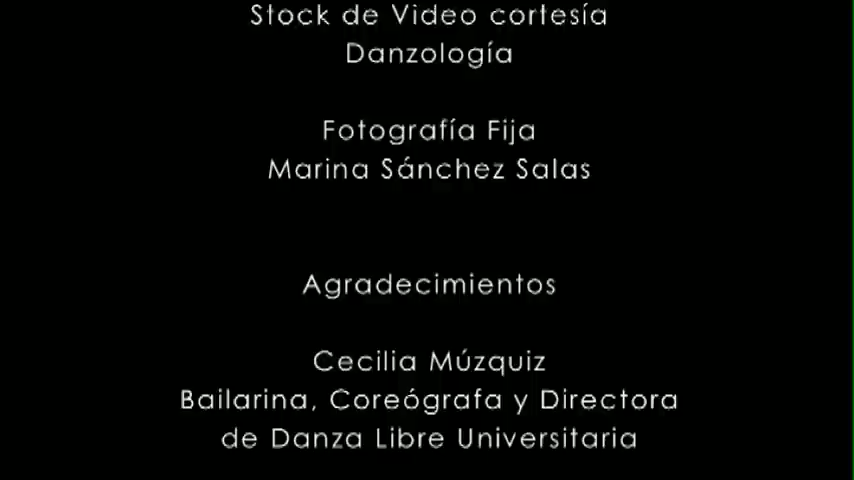 Stock de Video cortesía
Danzología
Fotografía Fija
Marina Sánchez Salas
Agradecimientos
Cecilia Múzquiz
Bailarina, Coreógrafa y Directora
de Danza Libre Universitaria